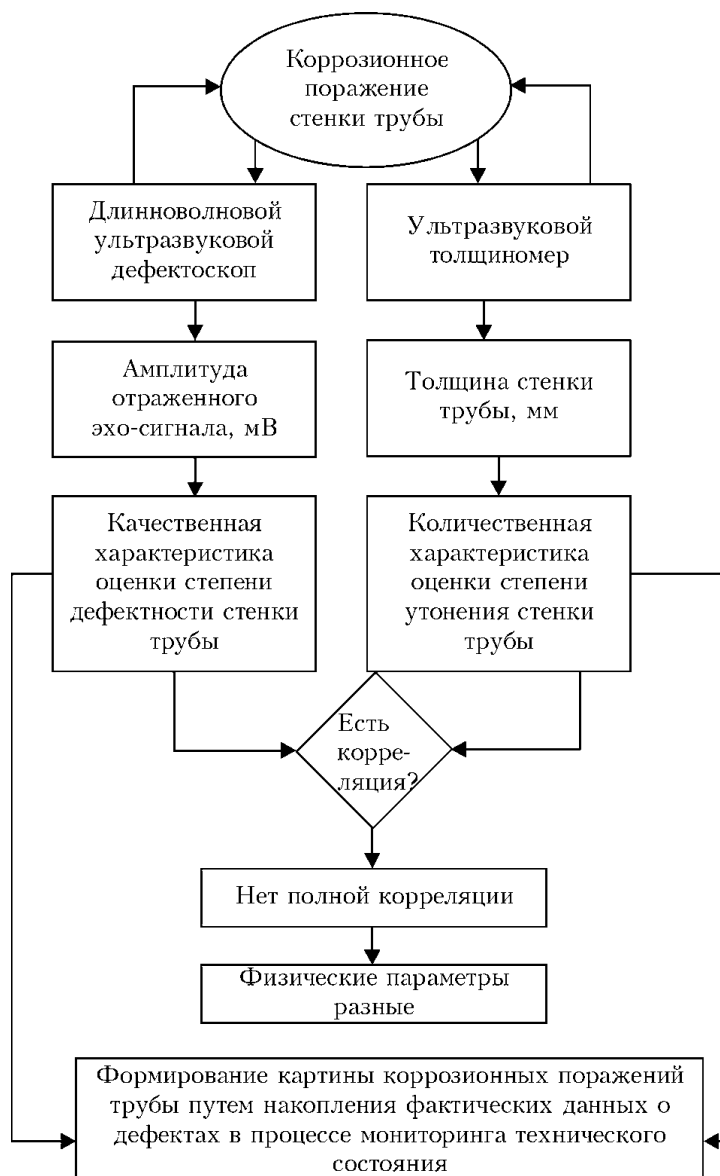 Коррозионное
поражение
стенки трубы
Длинноволновой
ультразвуковой
дефектоскоп
Ультразвуковой
толщиномер
Амплитуда
отраженного
эхо-сигнала, мВ
Толщина стенки
трубы, мм
Качественная
характеристика
оценки степени
дефектности стенки
трубы
Количественная
характеристика
оценки степени
утонения стенки
трубы
Есть
корре-
ляция?
Нет полной корреляции
Физические параметры
разные
Формирование картины коррозионных поражений
трубы путем накопления фактических данных о
дефектах в процессе мониторинга технического
состояния